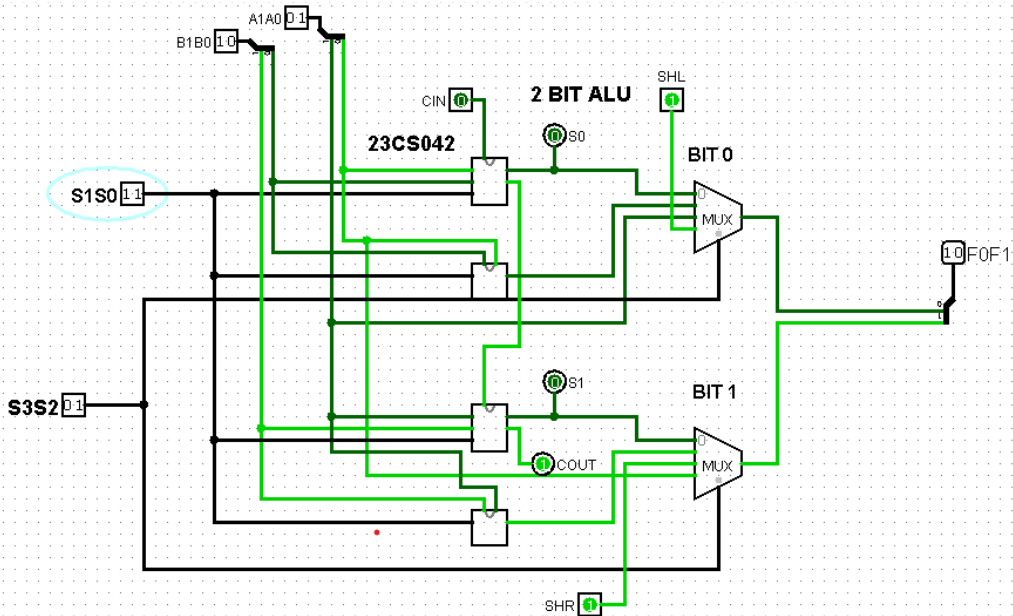 A1A0 0 1
B1B0 1 0
SHL
1
CIN 0
2 BIT ALU
0 S0
23CS042
BIT 0
S1S0 1 1
0
MUX
1 0 F0F1
0 S1
BIT 1
S3S2 0 1
0
MUX
1 COUT
SHR 1